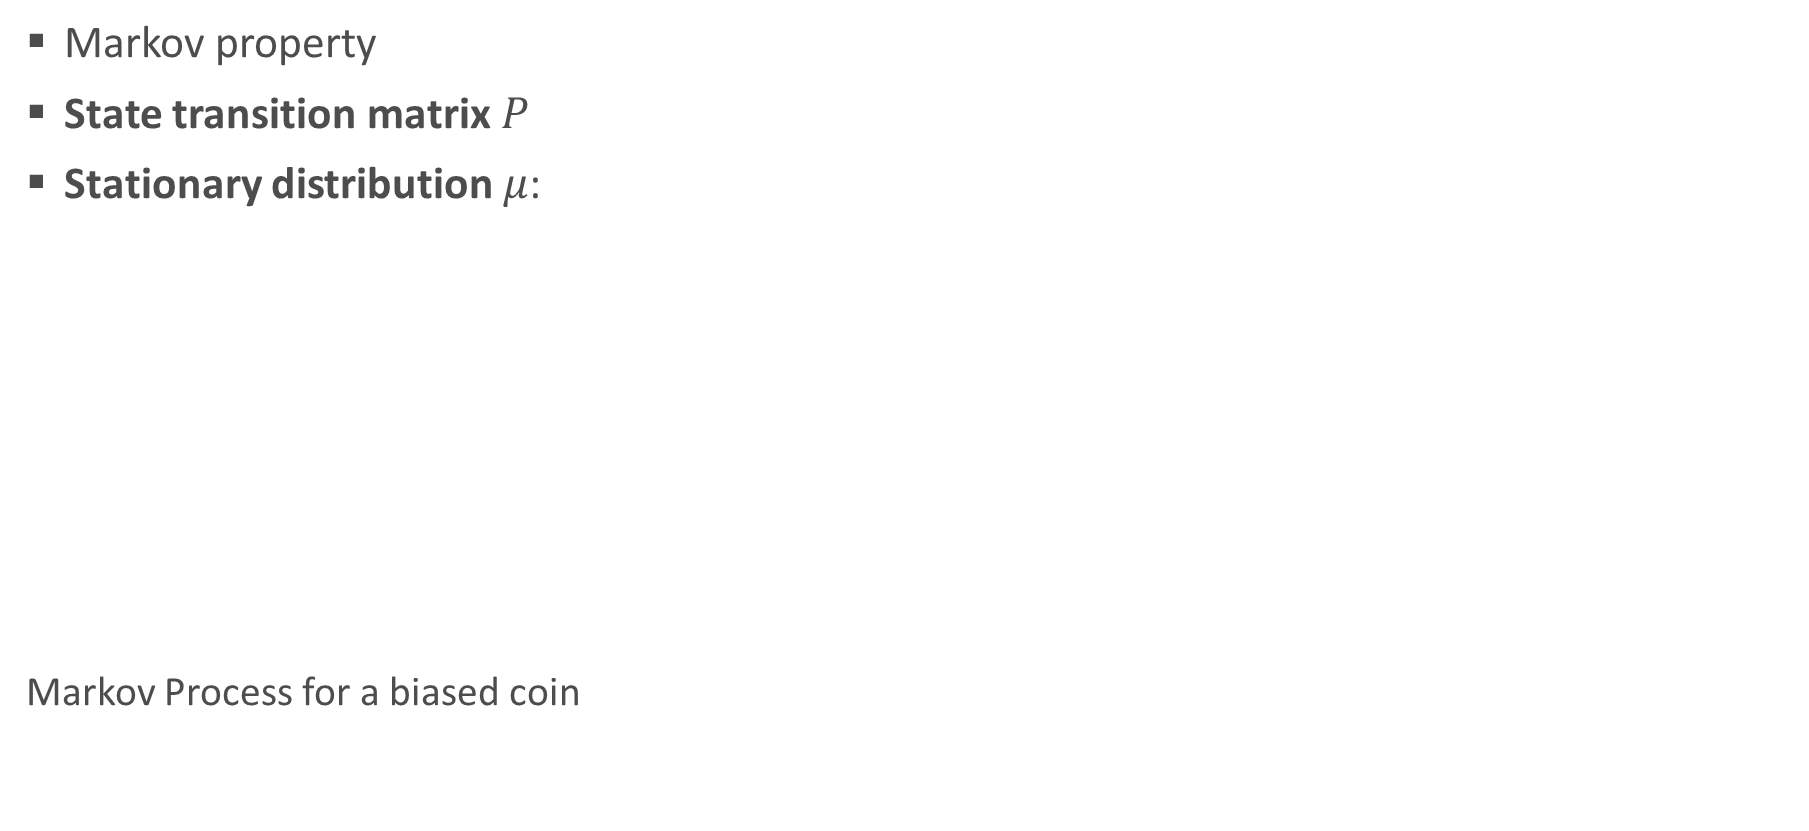 ▪ Markov property
▪ State transition matrix 𝑃
▪ Stationary distribution 𝜇:
Markov Process for a biased coin